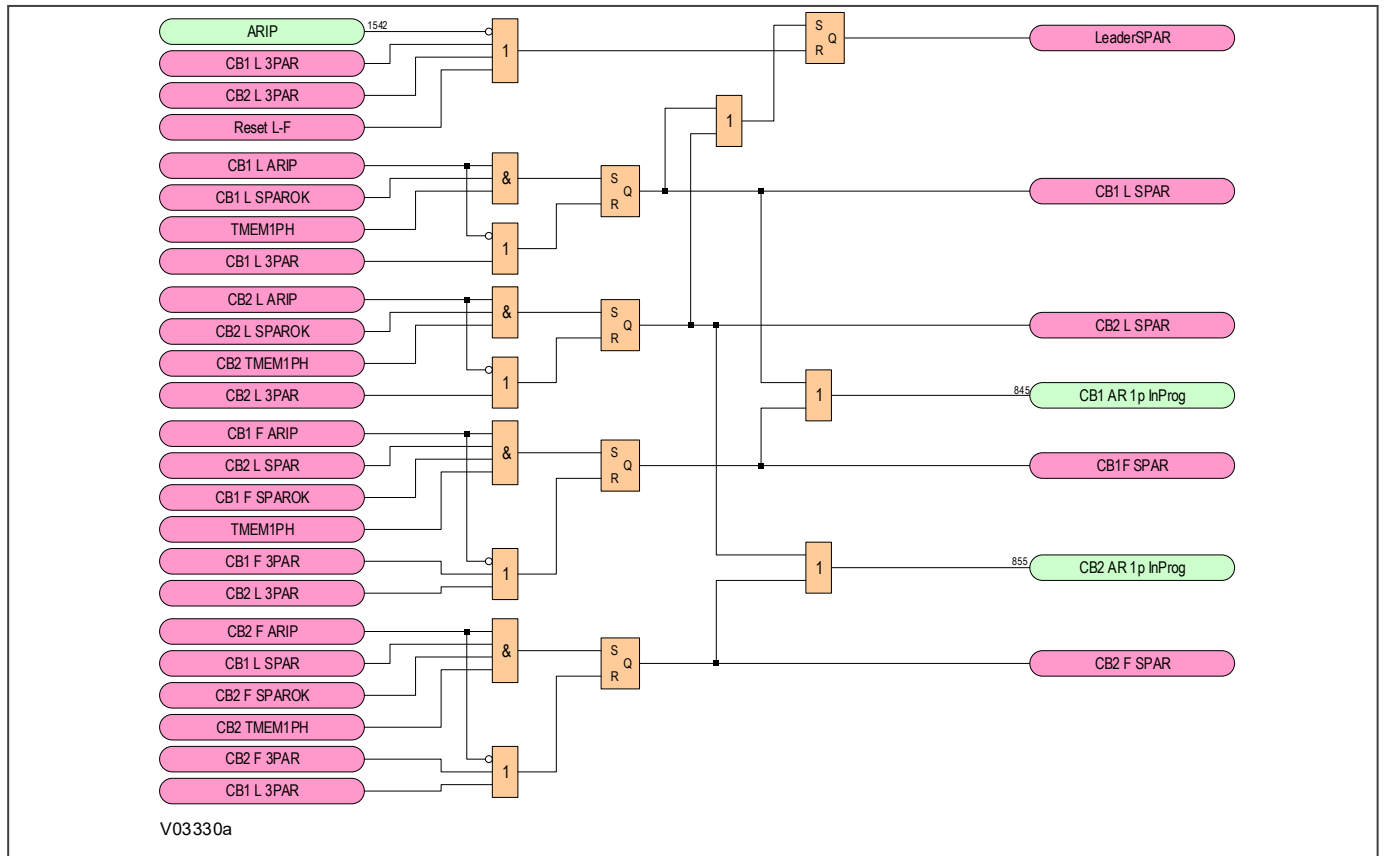 ARIP
1542
CB1 L 3PAR
CB2 L 3PAR
Reset L-F
1
S
Q
R
LeaderSPAR
1
CB1 L ARIP
CB1 L SPAROK
TMEM1PH
CB1 L 3PAR
&
1
S
Q
R
CB1 L SPAR
CB2 L ARIP
CB2 L SPAROK
CB2 TMEM1PH
CB2 L 3PAR
&
1
S
Q
R
CB2 L SPAR
1
845
CB1 AR 1p InProg
CB1 F ARIP
CB2 L SPAR
CB1 F SPAROK
TMEM1PH
CB1 F 3PAR
CB2 L 3PAR
&
1
S
Q
R
CB1F SPAR
1
855
CB2 AR 1p InProg
CB2 F ARIP
CB1 L SPAR
CB2 F SPAROK
CB2 TMEM1PH
CB2 F 3PAR
CB1 L 3PAR
&
1
S
Q
R
CB2 F SPAR
V03330a